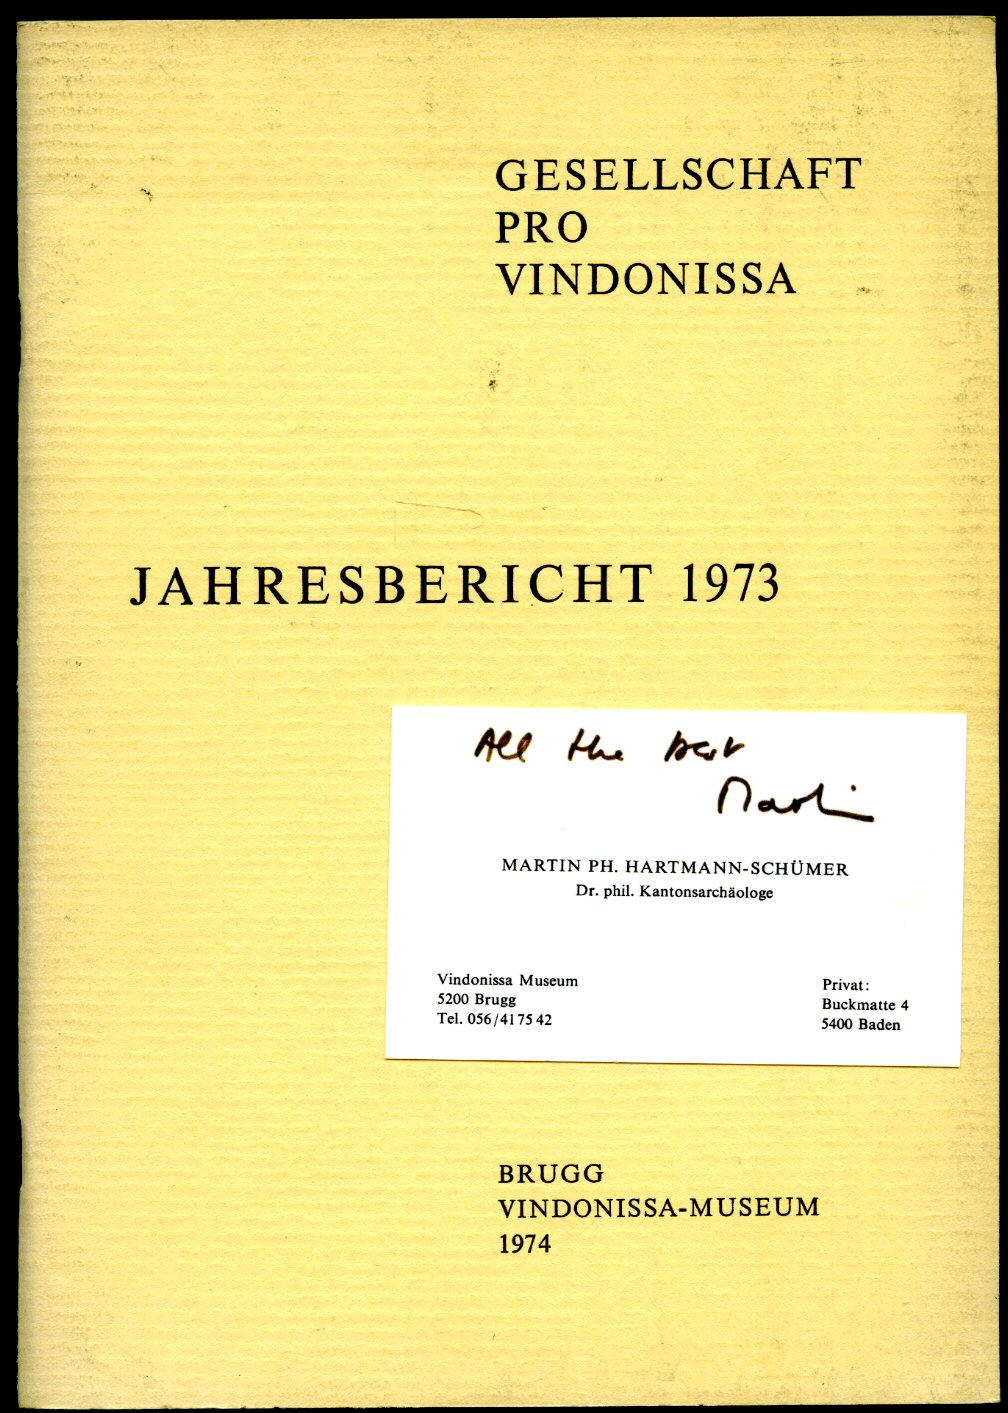 GESELLSCHAFT
PRO
VINDONISSA
JAHRESBERICHT 1973
All the best
Martin
MARTIN PH. HARTMANN-SCHÜMER
Dr. phil. Kantonsarchäologe
Vindonissa Museum
5200 Brugg
Tel. 056/41 75 42
Privat:
Buckmatte 4
5400 Baden
BRUGG
VINDONISSA-MUSEUM
1974